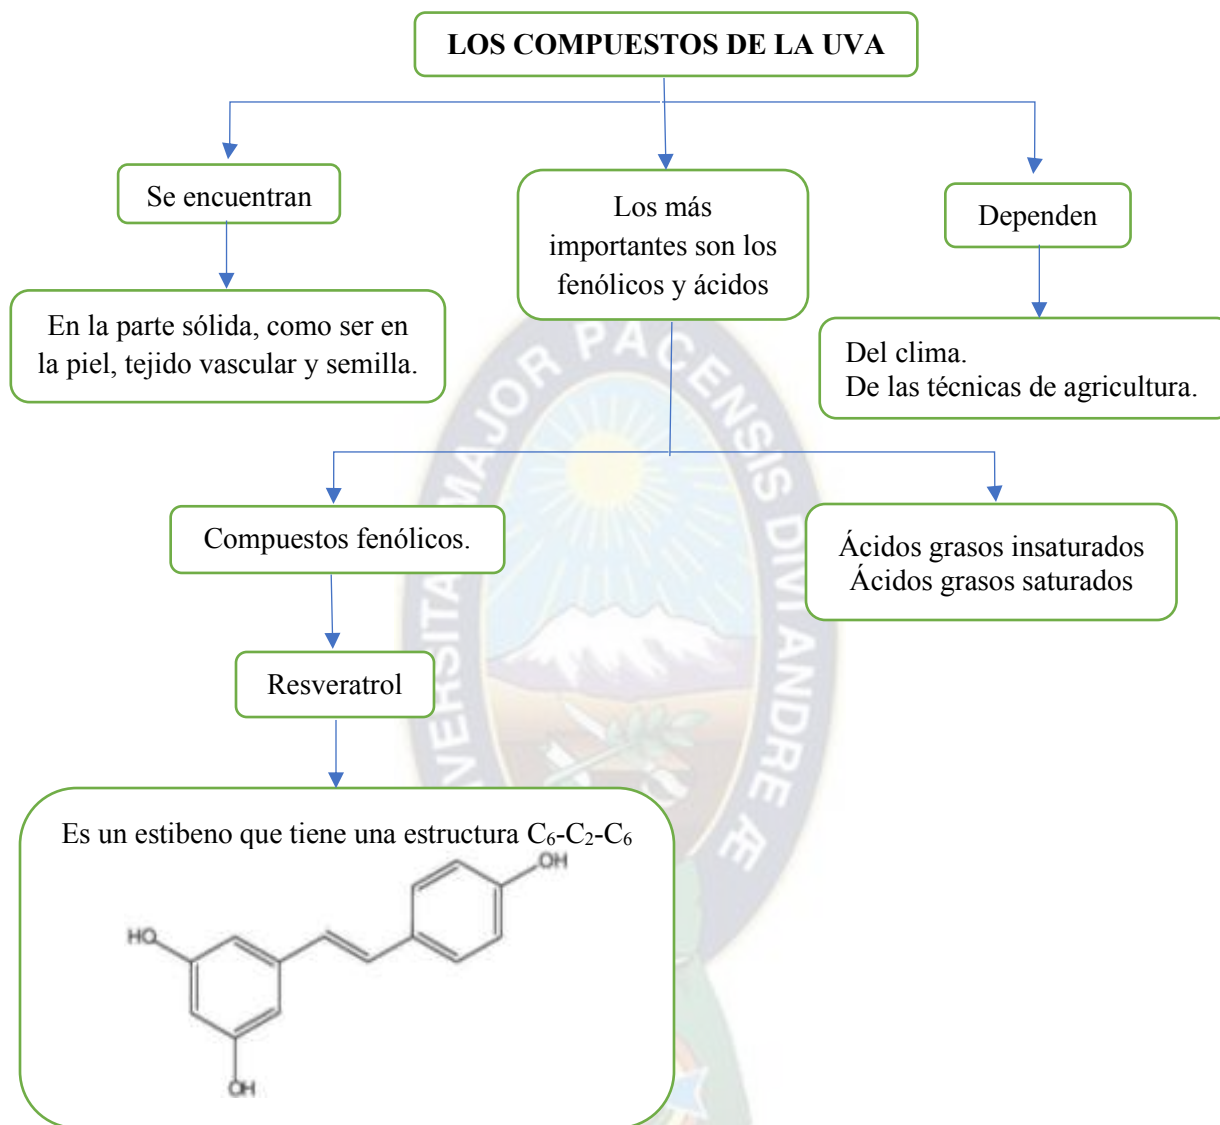 LOS COMPUESTOS DE LA UVA
Se encuentran
En la parte sólida, como ser en
la piel, tejido vascular y semilla.
Los más
importantes son los
fenólicos y ácidos
Dependen
Del clima.
De las técnicas de agricultura.
Compuestos fenólicos.
Ácidos grasos insaturados
Ácidos grasos saturados
Resveratrol
Es un estibeno que tiene una estructura C₆-C₂-C₆
OH
HO
OH
MAJOR PACENSIS DIVI ANDRE Æ